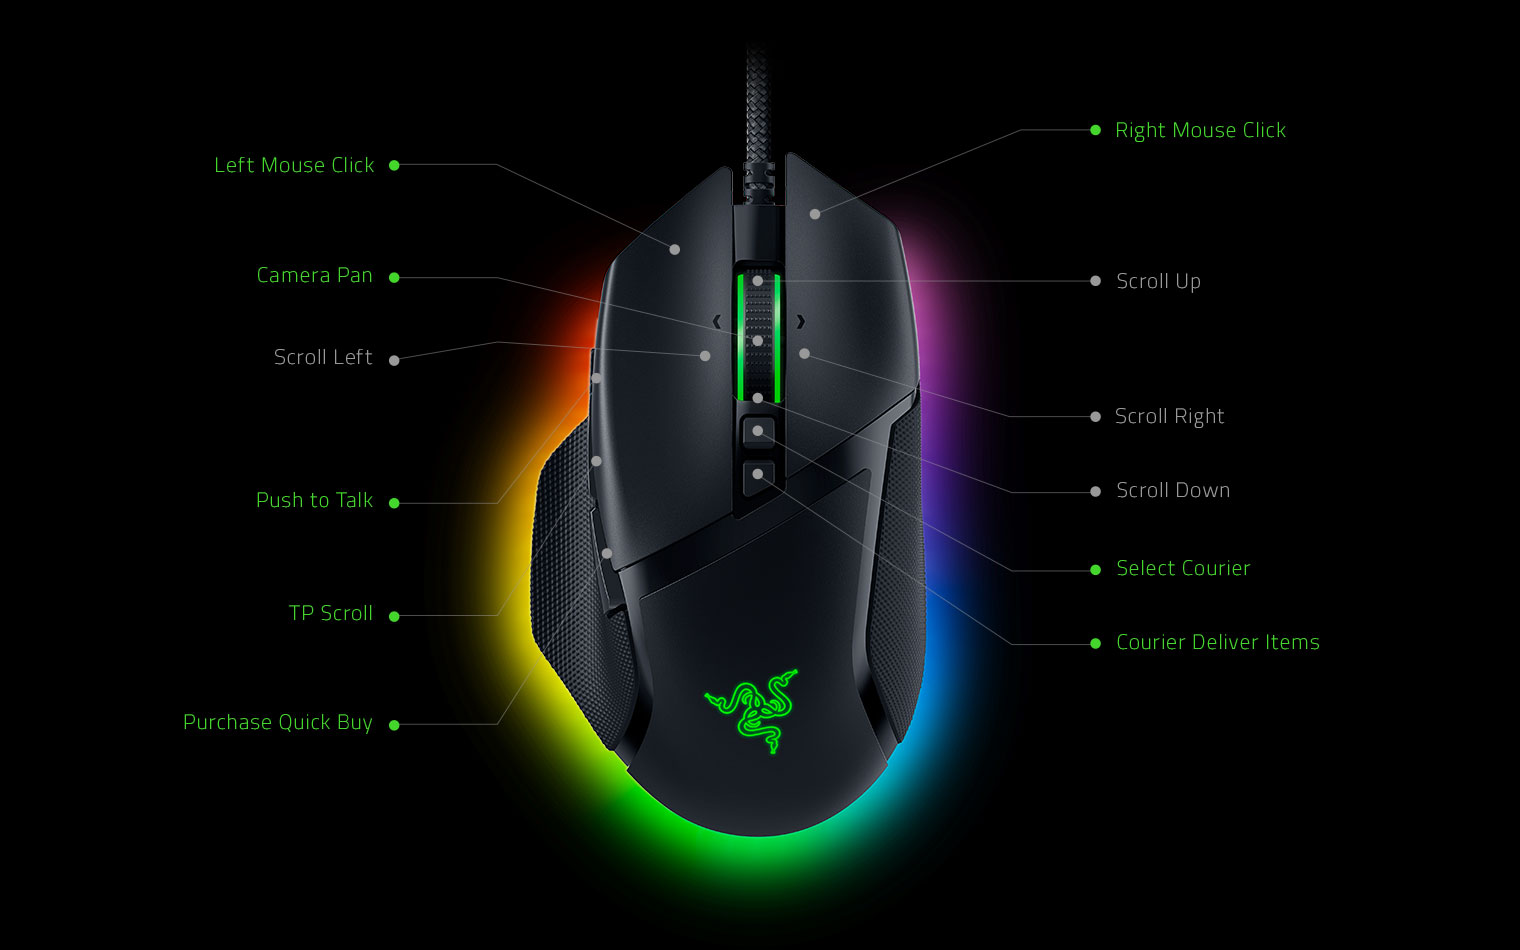 Left Mouse Click
Camera Pan
Scroll Left
Push to Talk
TP Scroll
Purchase Quick Buy
Right Mouse Click
Scroll Up
Scroll Right
Scroll Down
Select Courier
Courier Deliver Items